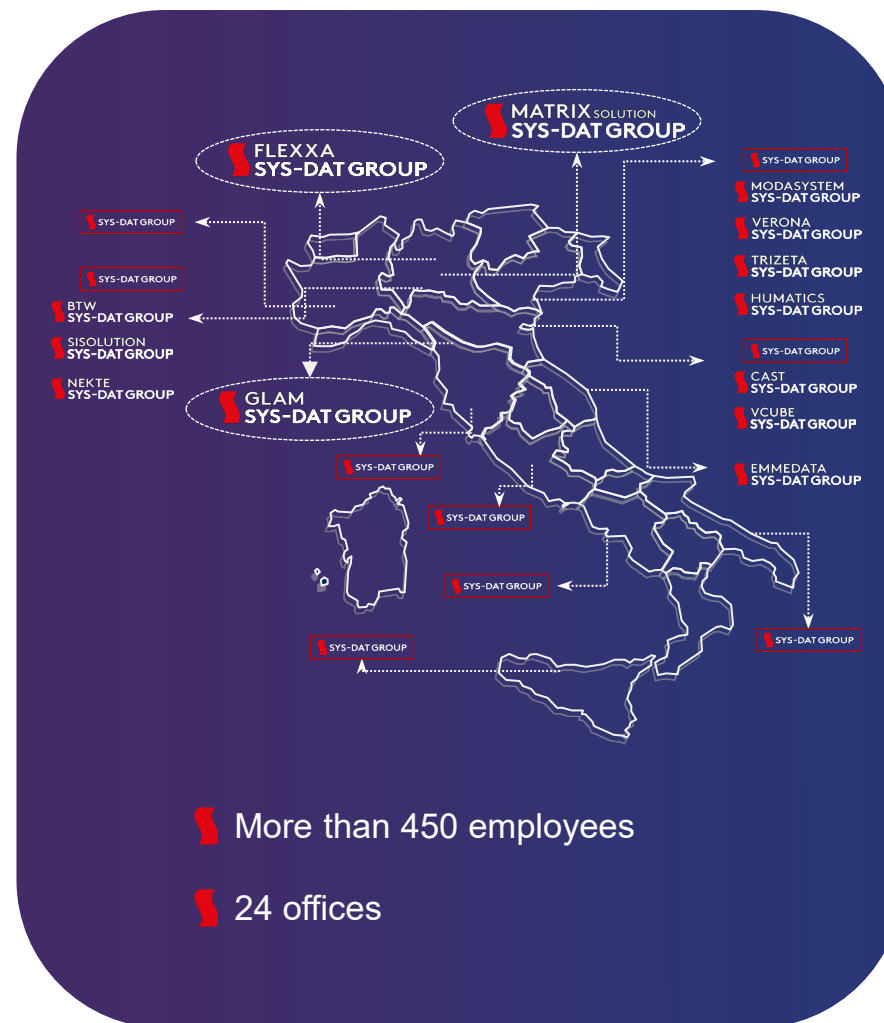 MATRIX SOLUTION
SYS-DAT GROUP
FLEXXA
SYS-DAT GROUP
SYS-DAT GROUP
SYS-DAT GROUP
BTW
SYS-DAT GROUP
SISOLUTION
SYS-DAT GROUP
NEKTE
SYS-DAT GROUP
GLAM
SYS-DAT GROUP
SYS-DAT GROUP
MODASYSTEM
SYS-DAT GROUP
VERONA
SYS-DAT GROUP
TRIZETA
SYS-DAT GROUP
HUMATICS
SYS-DAT GROUP
SYS-DAT GROUP
CAST
SYS-DAT GROUP
VCUBE
SYS-DAT GROUP
EMMEDATA
SYS-DAT GROUP
SYS-DAT GROUP
SYS-DAT GROUP
SYS-DAT GROUP
SYS-DAT GROUP
SYS-DAT GROUP
More than 450 employees
24 offices